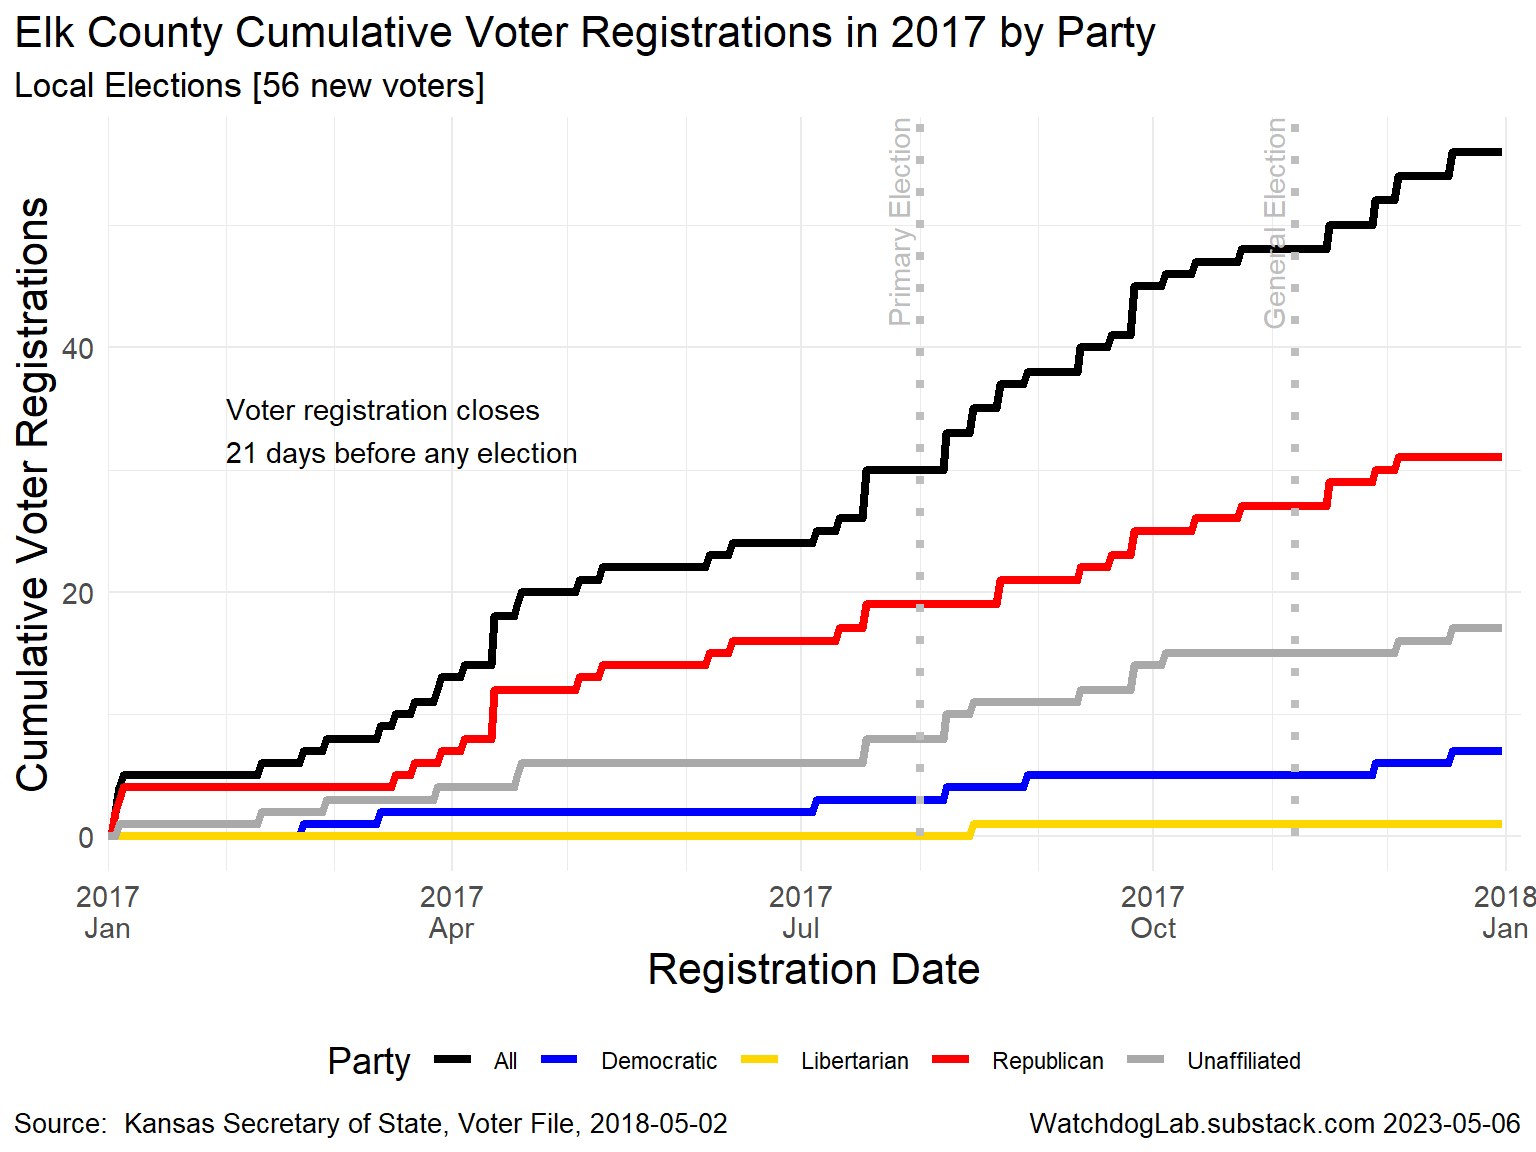 Elk County Cumulative Voter Registrations in 2017 by Party
Local Elections [56 new voters]
Cumulative Voter Registrations
40
20
0
Primary Election
General Election
Voter registration closes
21 days before any election
2017
Jan
2017
Apr
2017
Jul
2017
Oct
2018
Jan
Registration Date
Party All Democratic Libertarian Republican Unaffiliated
Source:  Kansas Secretary of State, Voter File, 2018-05-02
WatchdogLab.substack.com 2023-05-06